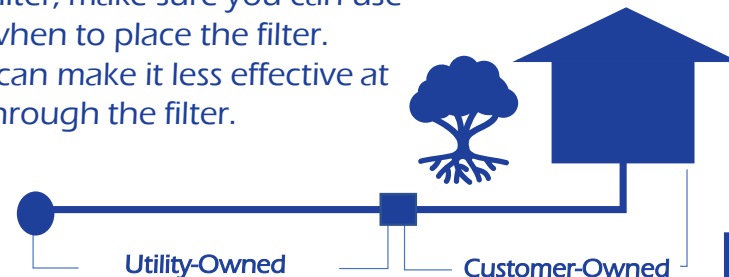 filter, make sure you can use
when to place the filter.
can make it less effective at
through the filter.
Utility-Owned
Customer-Owned